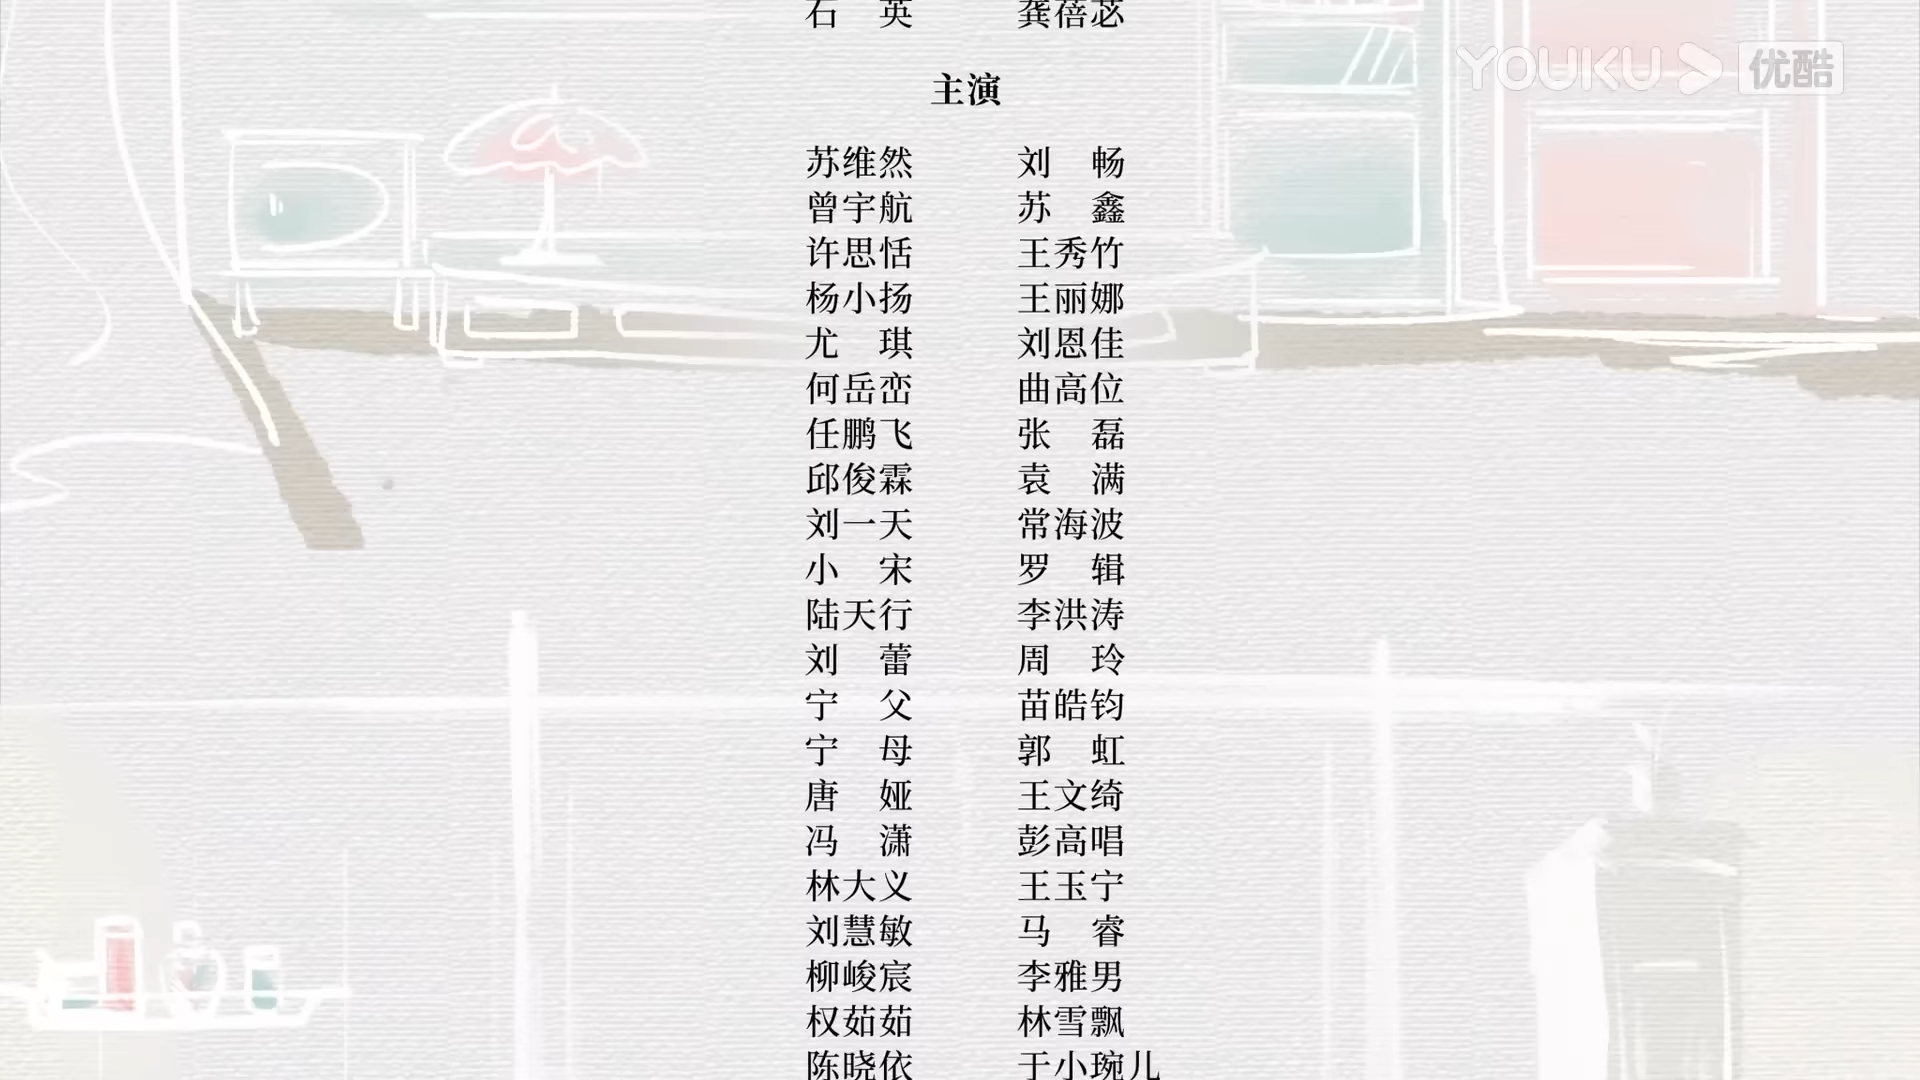 石 英 龚蓓苾
YOUKU 优酷
主演
苏维然 刘 畅
曾宇航 苏 鑫
许思恬 王秀竹
杨小扬 王丽娜
尤 琪 刘恩佳
何岳峦 曲高位
任鹏飞 张 磊
邱俊霖 袁 满
刘一天 常海波
小 宋 罗 辑
陆天行 李洪涛
刘 蕾 周 玲
宁 父 苗皓钧
宁 母 郭 虹
唐 娅 王文绮
冯 潇 彭高唱
林大义 王玉宁
刘慧敏 马 睿
柳峻宸 李雅男
权茹茹 林雪飘
陈晓依 于小琬儿